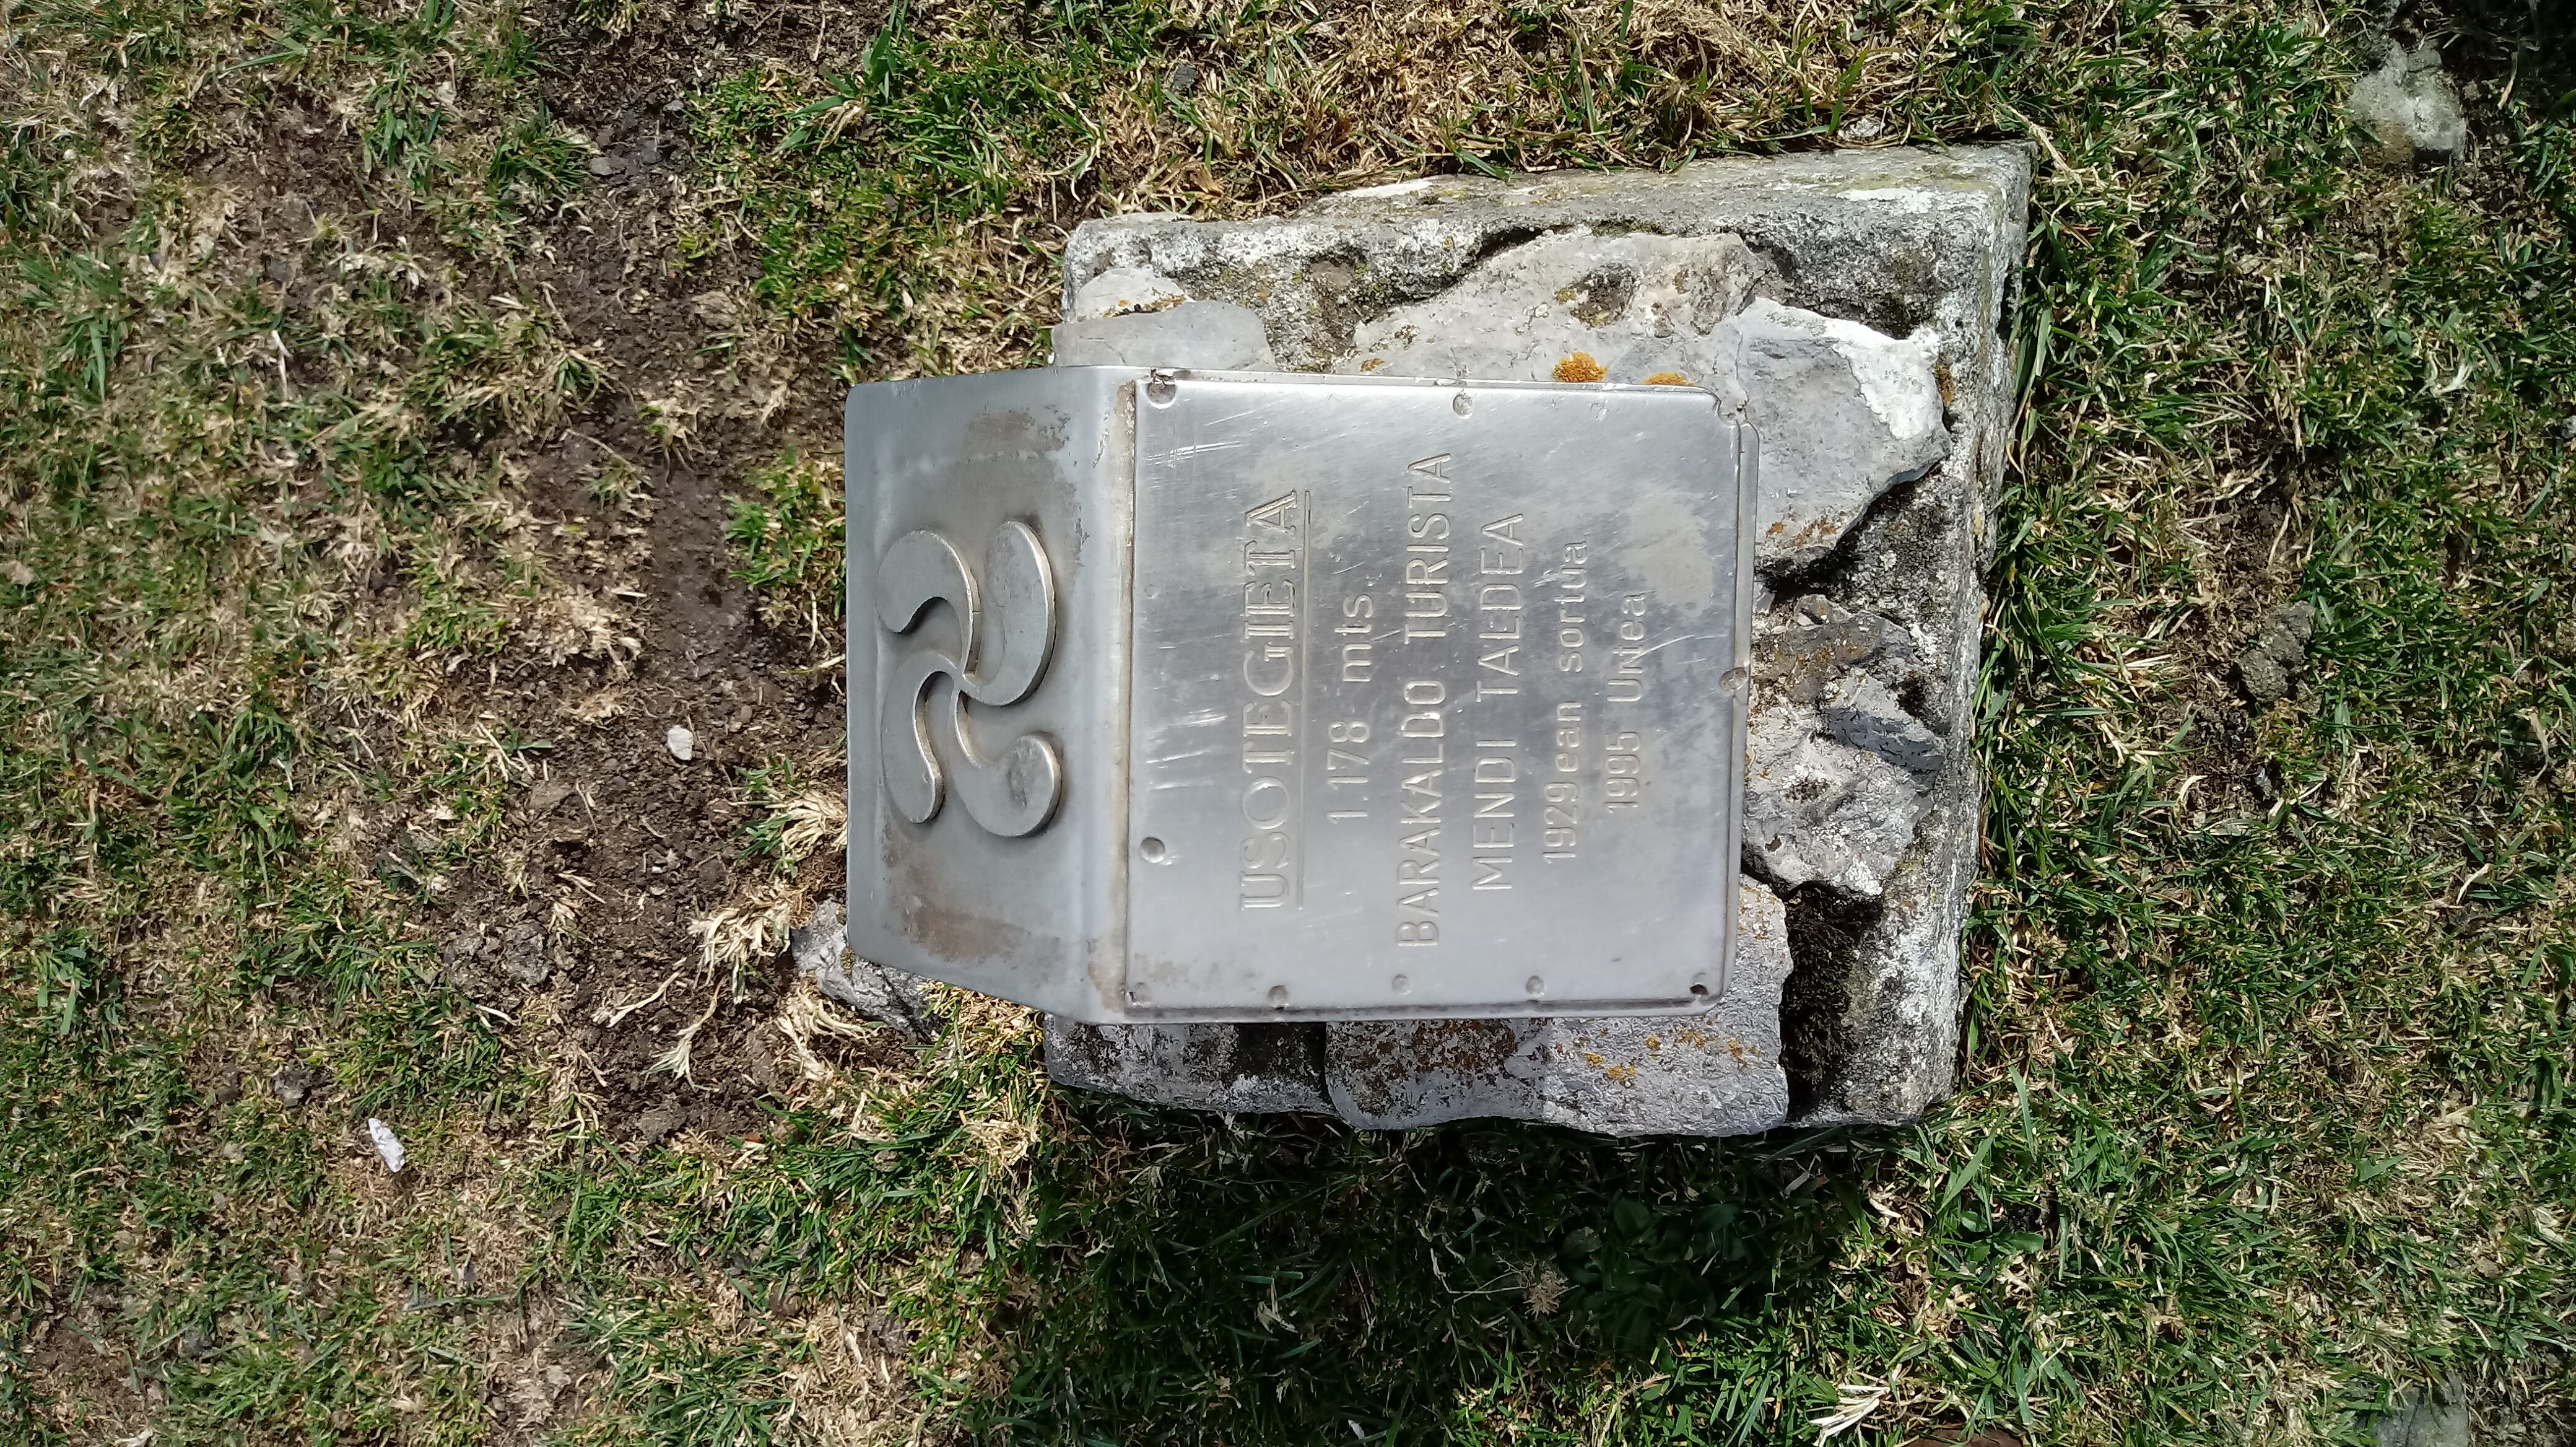 USOTEGIETA
1.178 mts.
BARAKALDO TURISTA
MENDI TALDEA
1929 ean sortua
1995 Urtea